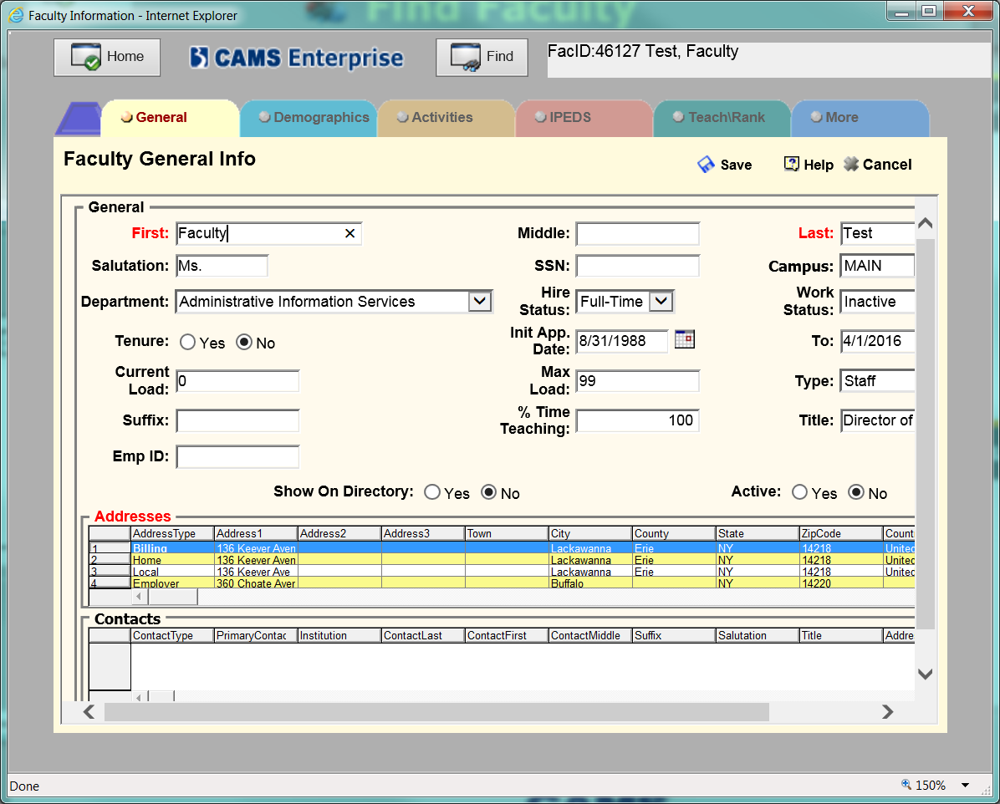 Find Faculty
Faculty Information - Internet Explorer
Home
CAMS Enterprise
Find
FacID:46127 Test, Faculty
General Demographics Activities IPEDS Teach\Rank More
Faculty General Info
Save Help Cancel
General
First: Faculty Middle: Last: Test
Salutation: Ms. SSN: Campus: MAIN
Department: Administrative Information Services Hire Status: Full-Time Work Status: Inactive
Tenure: Yes No Init App. Date: 8/31/1988 To: 4/1/2016
Current Load: 0 Max Load: 99 Type: Staff
Suffix: % Time Teaching: 100 Title: Director of
Emp ID:
Show On Directory: Yes No Active: Yes No
Addresses
AddressType Address1 Address2 Address3 Town City County State ZipCode Count
1 Billing 136 Keever Aven Lackawanna Erie NY 14218 United
2 Home 136 Keever Aven Lackawanna Erie NY 14218 United
3 Local 136 Keever Ave Lackawanna Erie NY 14218 United
4 Employer 360 Choate Aver Buffalo NY 14220
Contacts
ContactType PrimaryContac Institution ContactLast ContactFirst ContactMiddle Suffix Salutation Title Addre
Done 150%